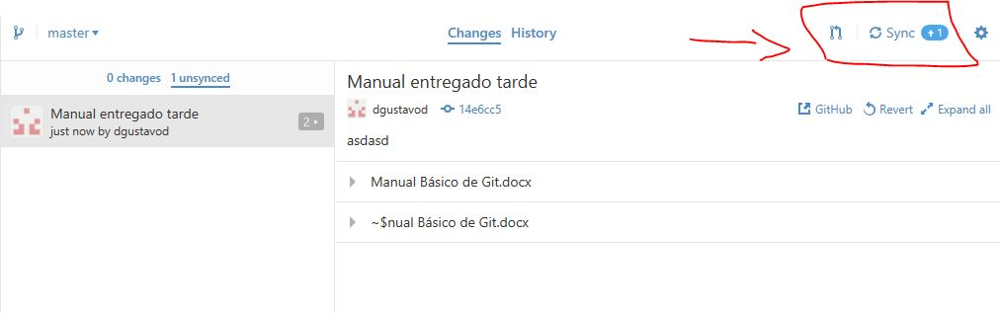 master
Changes History
Sync 1
0 changes 1 unsynced
Manual entregado tarde
just now by dgustavod
2
Manual entregado tarde
dgustavod 14e6cc5
GitHub Revert Expand all
asdasd
Manual Básico de Git.docx
~$nual Básico de Git.docx